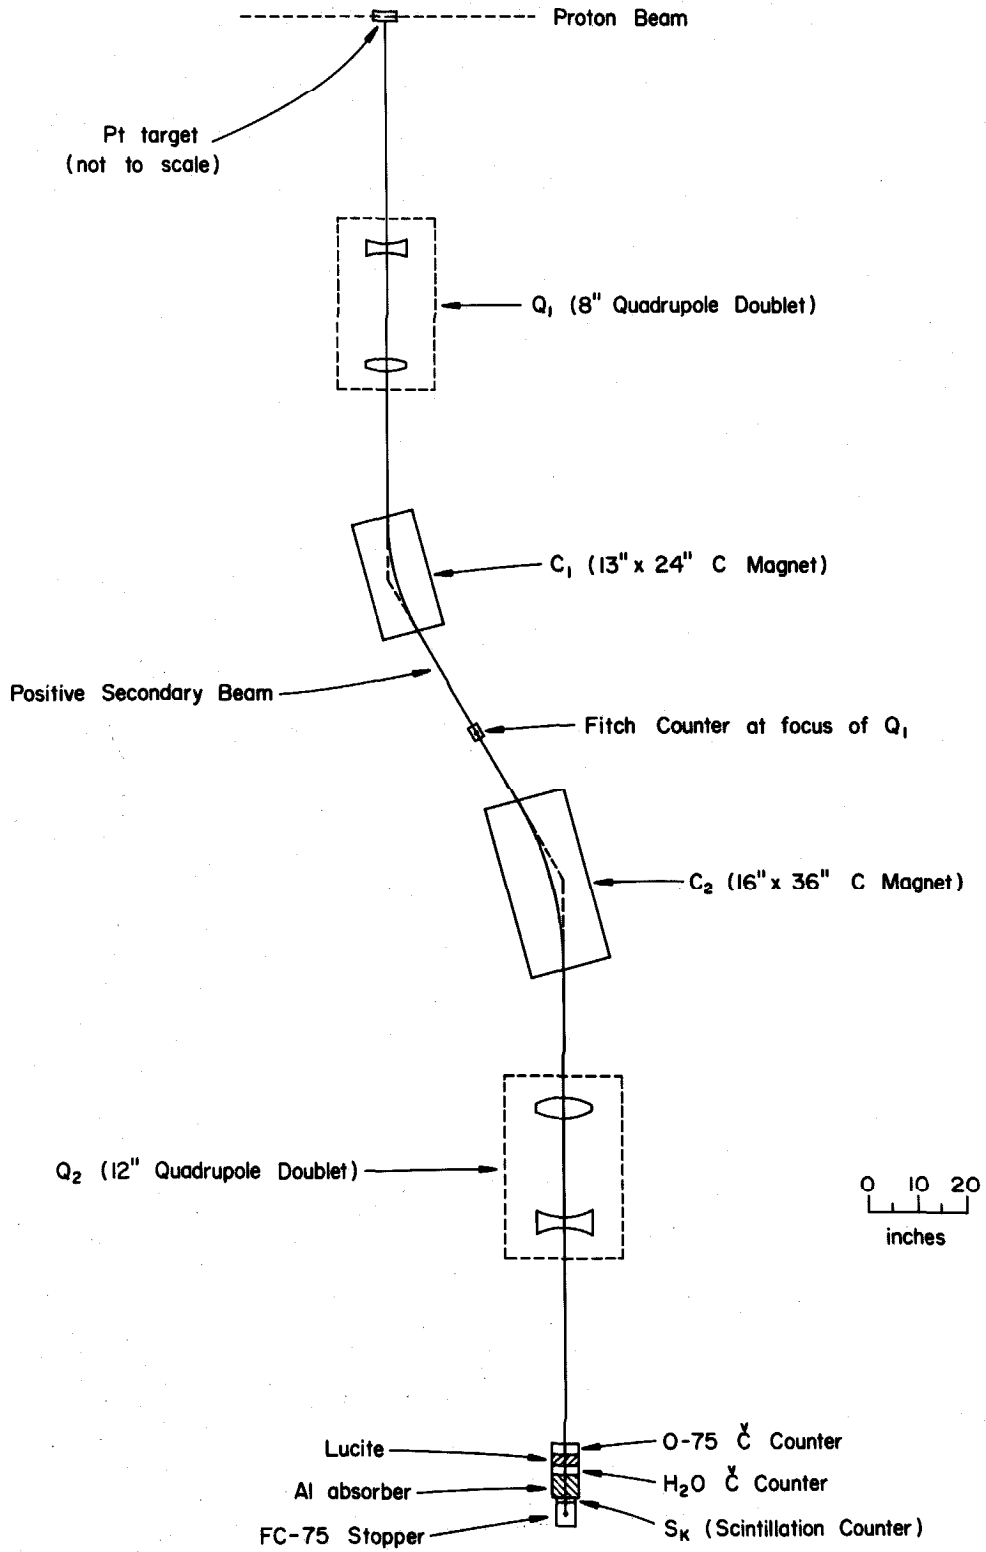 Proton Beam
Pt target
(not to scale)
Q₁ (8" Quadrupole Doublet)
C₁ (13" x 24" C Magnet)
Positive Secondary Beam
Fitch Counter at focus of Q₁
C₂ (16" x 36" C Magnet)
Q₂ (12" Quadrupole Doublet)
0 10 20
inches
Lucite
O-75 Č Counter
Al absorber
H₂O Č Counter
FC-75 Stopper
S_K (Scintillation Counter)